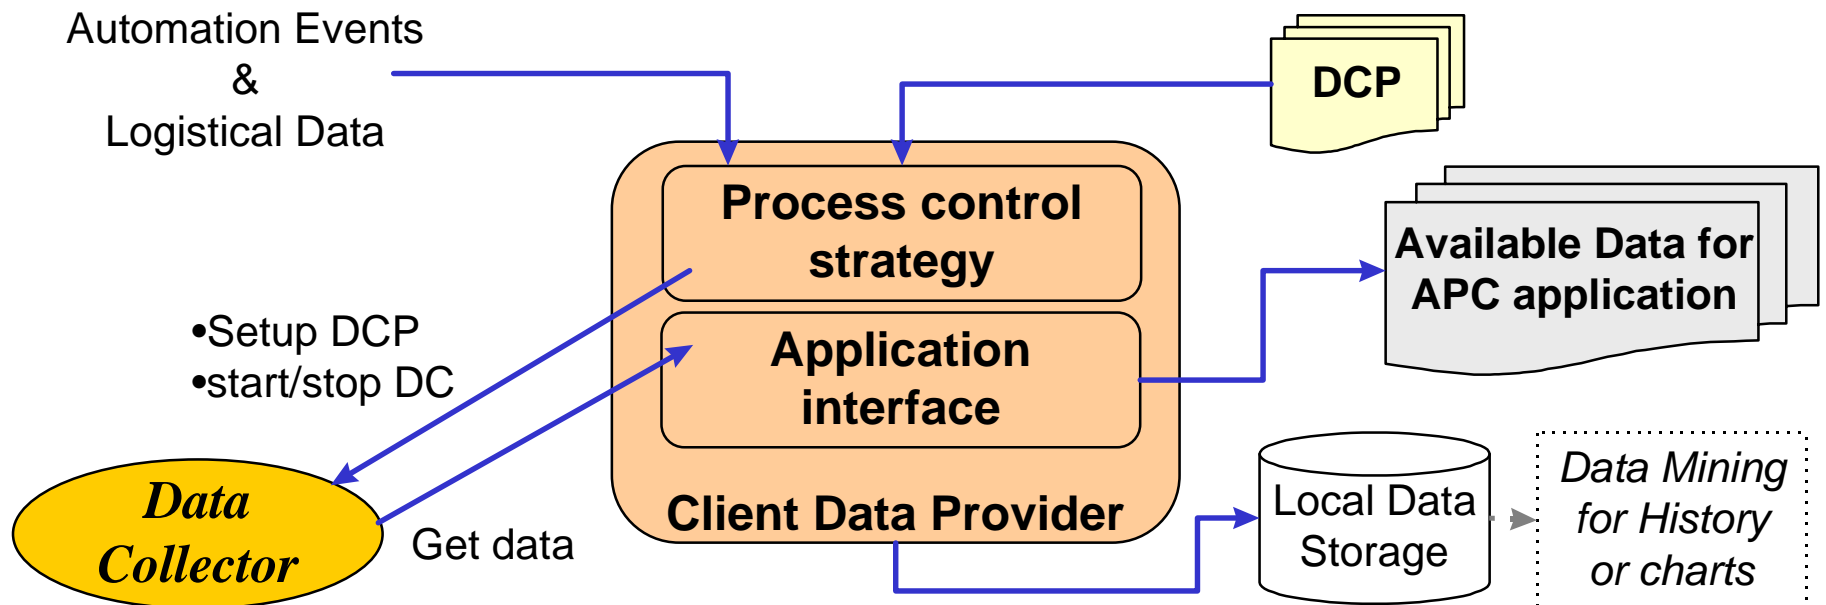 Automation Events
&
Logistical Data
DCP
Process control
strategy
Available Data for
APC application
•Setup DCP
•start/stop DC
Application
interface
Data
Collector
Get data
Client Data Provider
Local Data
Storage
Data Mining
for History
or charts